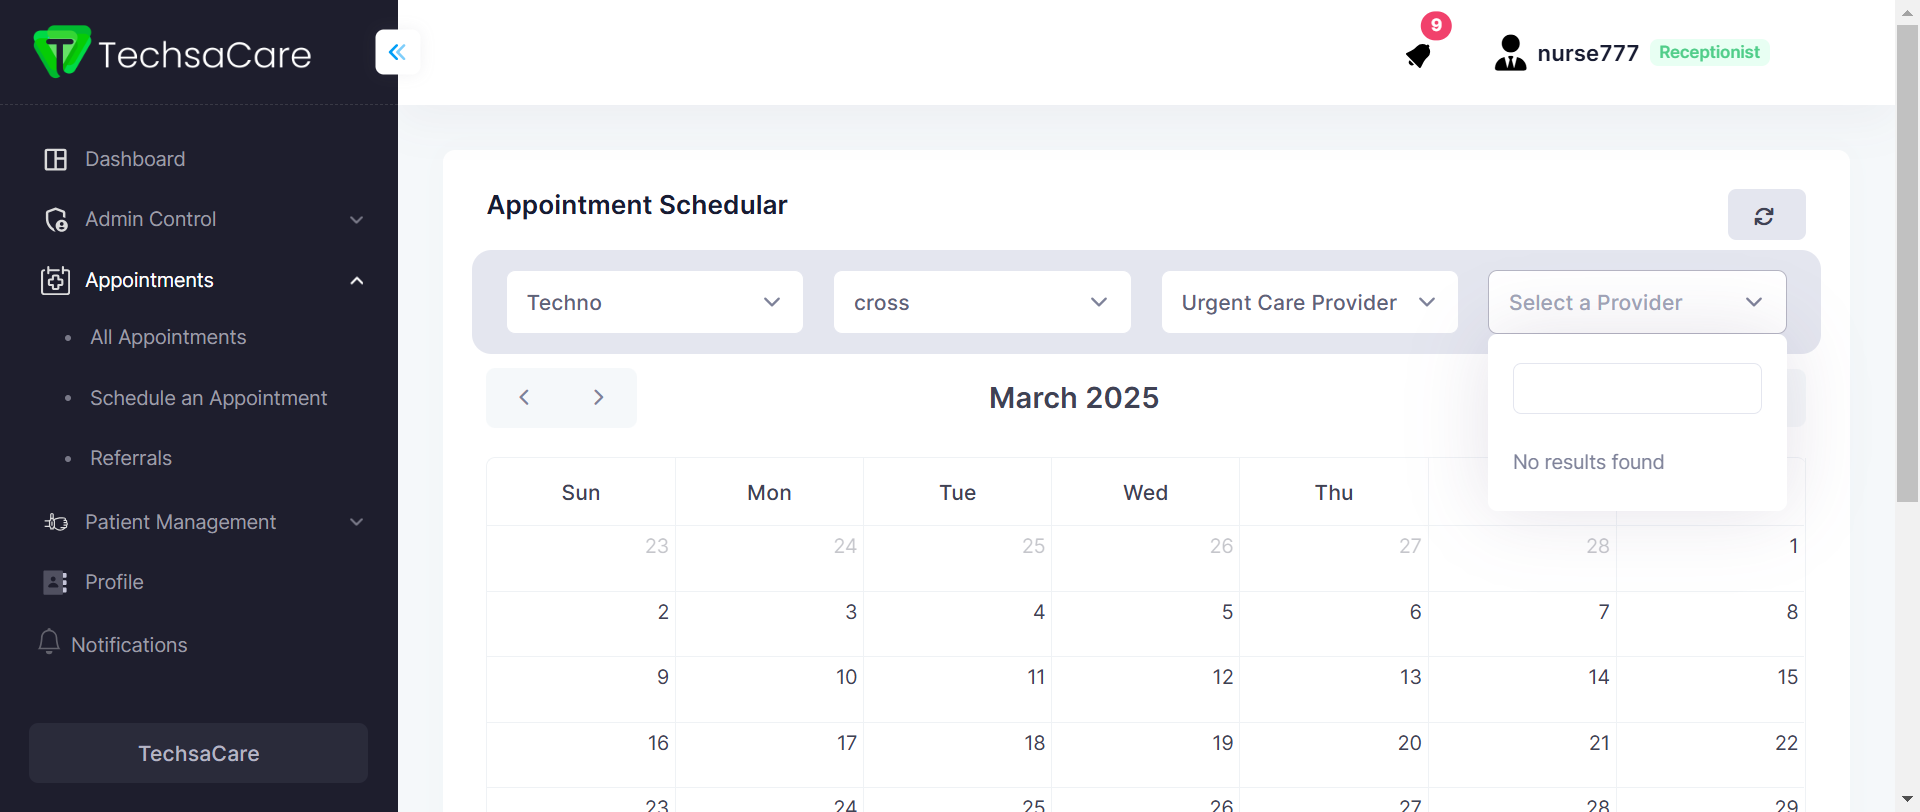 TechsaCare
9
nurse777 Receptionist
Dashboard
Admin Control
Appointments
All Appointments
Schedule an Appointment
Referrals
Patient Management
Profile
Notifications
TechsaCare
Appointment Schedular
Techno cross Urgent Care Provider Select a Provider
No results found
March 2025
Sun Mon Tue Wed Thu
23 24 25 26 27 28 1
2 3 4 5 6 7 8
9 10 11 12 13 14 15
16 17 18 19 20 21 22
23 24 25 26 27 28 29